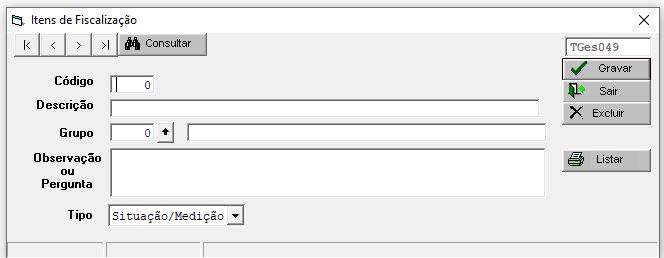 Itens de Fiscalização
Consultar
TGes049
Gravar
Código 0
Sair
Descrição
Excluir
Grupo 0
Observação
ou
Pergunta
Listar
Tipo Situação/Medição